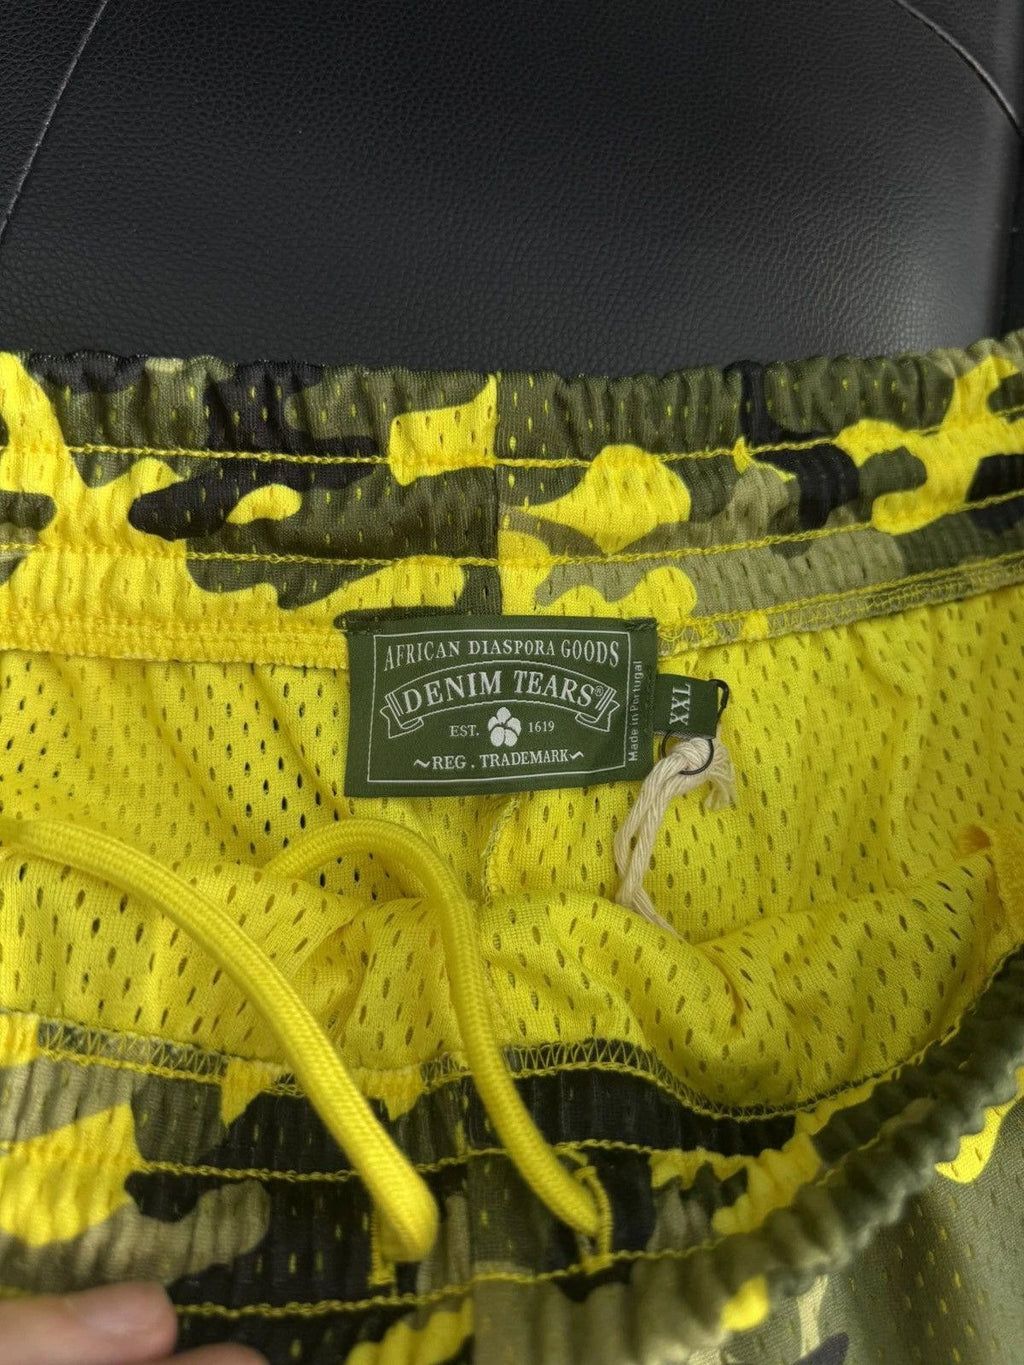 AFRICAN DIASPORA GOODS
DENIM TEARS®
EST. 1619
~REG. TRADEMARK~
Made in Portugal
XXL